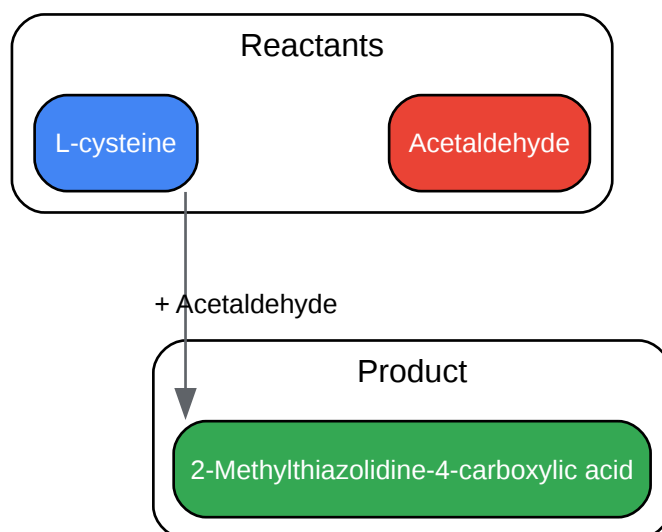 Reactants
L-cysteine
Acetaldehyde
+ Acetaldehyde
Product
2-Methylthiazolidine-4-carboxylic acid